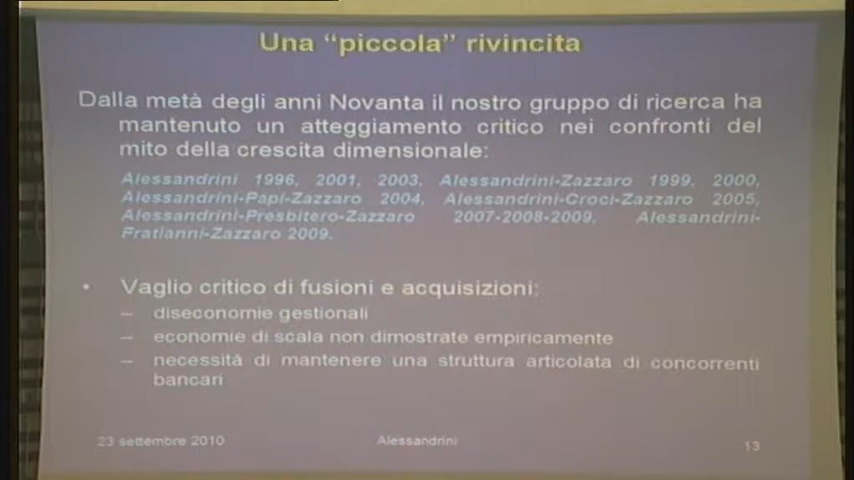 Una “piccola” rivincita
Dalla metà degli anni Novanta il nostro gruppo di ricerca ha
mantenuto un atteggiamento critico nei confronti del
mito della crescita dimensionale:
Alessandrini 1996, 2001, 2003, Alessandrini-Zazzaro 1999, 2000,
Alessandrini-Papi-Zazzaro 2004, Alessandrini-Croci-Zazzaro 2005,
Alessandrini-Presbitero-Zazzaro 2007-2008-2009, Alessandrini-
Fratianni-Zazzaro 2009.
• Vaglio critico di fusioni e acquisizioni:
– diseconomie gestionali
– economie di scala non dimostrate empiricamente
– necessità di mantenere una struttura articolata di concorrenti
bancari
23 settembre 2010 Alessandrini 13